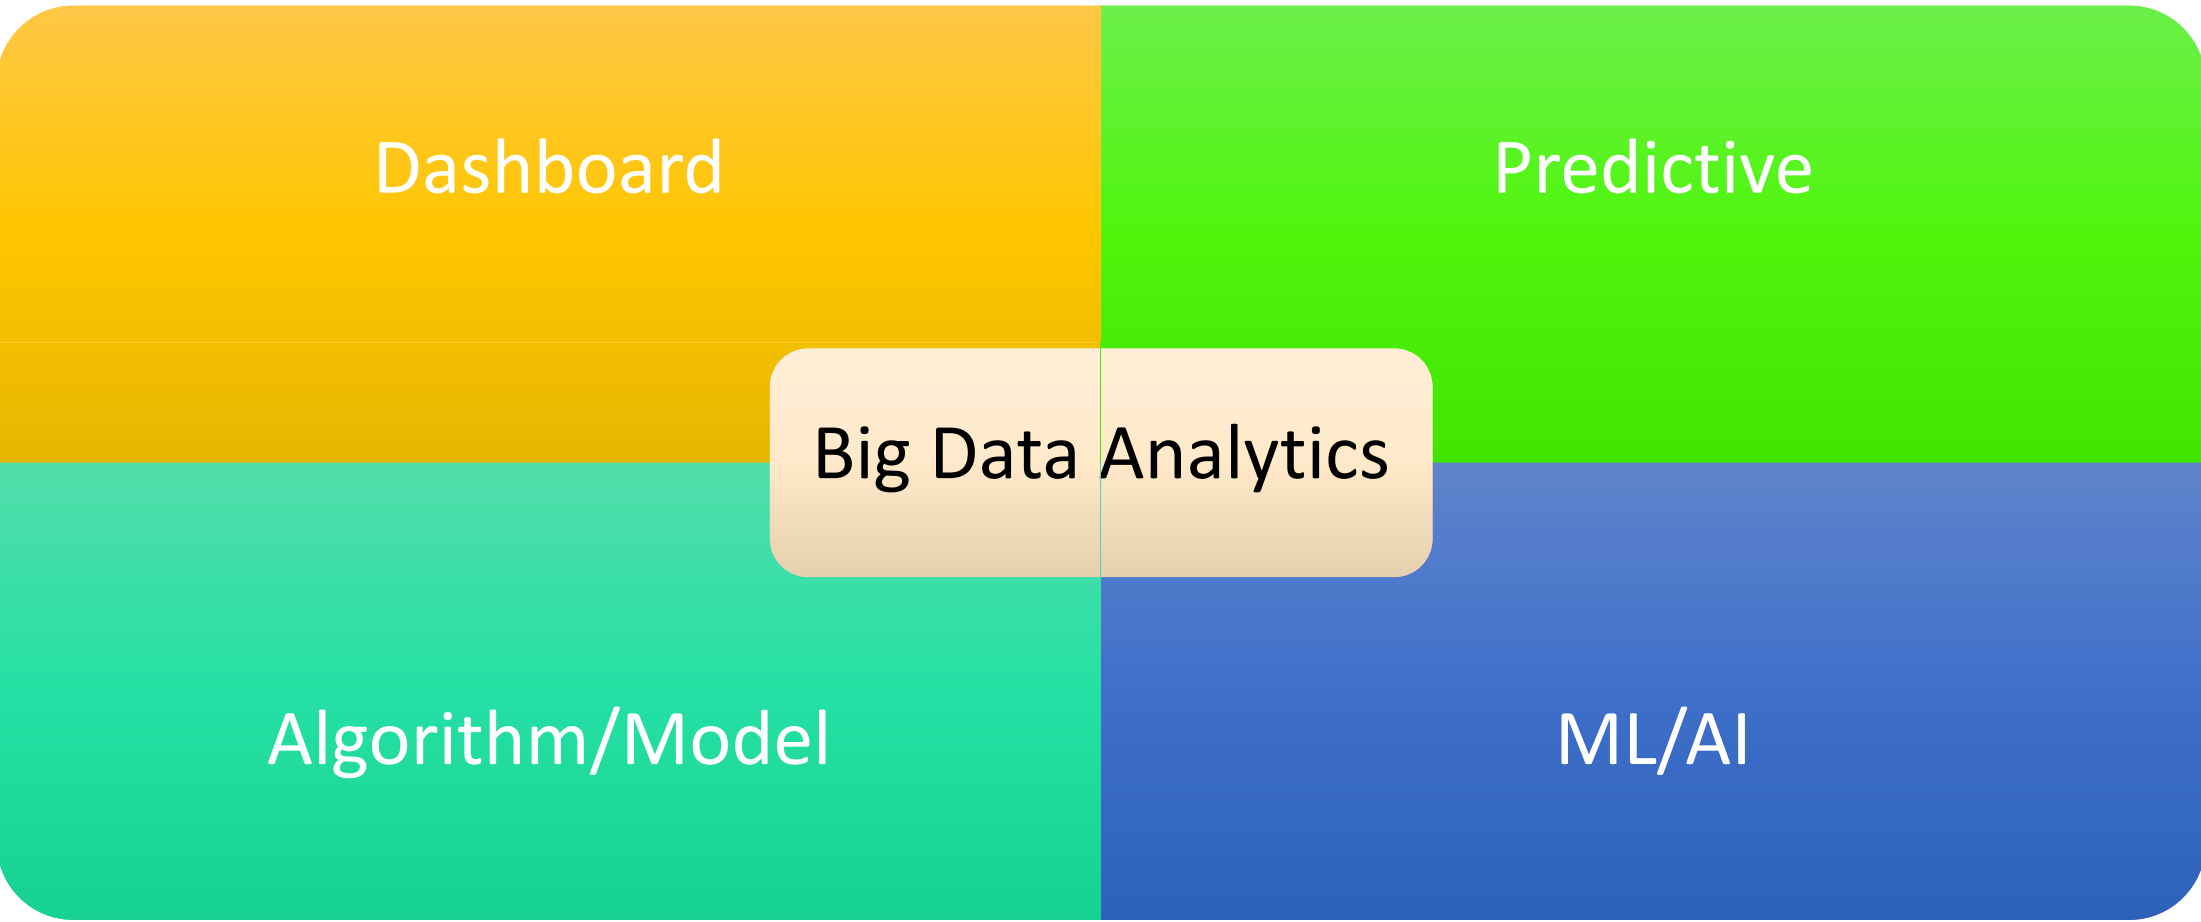 Dashboard
Predictive
Big Data Analytics
Algorithm/Model
ML/AI